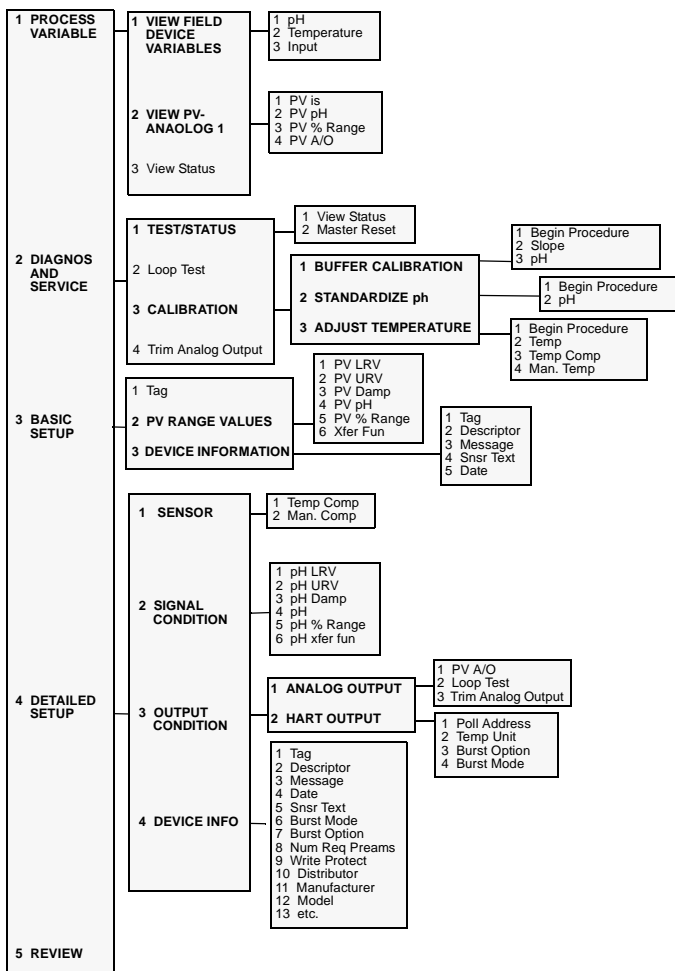 1 PROCESS
VARIABLE
1 VIEW FIELD
DEVICE
VARIABLES
1 pH
2 Temperature
3 Input
2 VIEW PV-
ANAOLOG 1
1 PV is
2 PV pH
3 PV % Range
4 PV A/O
3 View Status
2 DIAGNOS
AND
SERVICE
1 TEST/STATUS
1 View Status
2 Master Reset
2 Loop Test
3 CALIBRATION
1 BUFFER CALIBRATION
1 Begin Procedure
2 Slope
3 pH
2 STANDARDIZE ph
1 Begin Procedure
2 pH
3 ADJUST TEMPERATURE
1 Begin Procedure
2 Temp
3 Temp Comp
4 Man. Temp
4 Trim Analog Output
3 BASIC
SETUP
1 Tag
2 PV RANGE VALUES
1 PV LRV
2 PV URV
3 PV Damp
4 PV pH
5 PV % Range
6 Xfer Fun
3 DEVICE INFORMATION
1 Tag
2 Descriptor
3 Message
4 Snsr Text
5 Date
4 DETAILED
SETUP
1 SENSOR
1 Temp Comp
2 Man. Comp
2 SIGNAL
CONDITION
1 pH LRV
2 pH URV
3 pH Damp
4 pH
5 pH % Range
6 pH xfer fun
3 OUTPUT
CONDITION
1 ANALOG OUTPUT
1 PV A/O
2 Loop Test
3 Trim Analog Output
2 HART OUTPUT
1 Poll Address
2 Temp Unit
3 Burst Option
4 Burst Mode
4 DEVICE INFO
1 Tag
2 Descriptor
3 Message
4 Date
5 Snsr Text
6 Burst Mode
7 Burst Option
8 Num Req Preams
9 Write Protect
10 Distributor
11 Manufacturer
12 Model
13 etc.
5 REVIEW